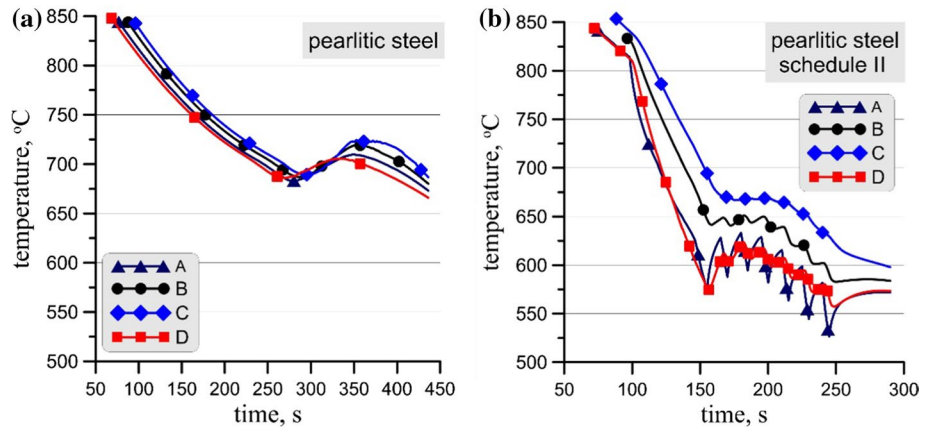 (a)
850
800
750
700
650
600
550
500
temperature, °C
pearlitic steel
A
B
C
D
50 100 150 200 250 300 350 400 450
time, s
(b)
850
800
750
700
650
600
550
500
temperature, °C
pearlitic steel
schedule II
A
B
C
D
50 100 150 200 250 300
time, s